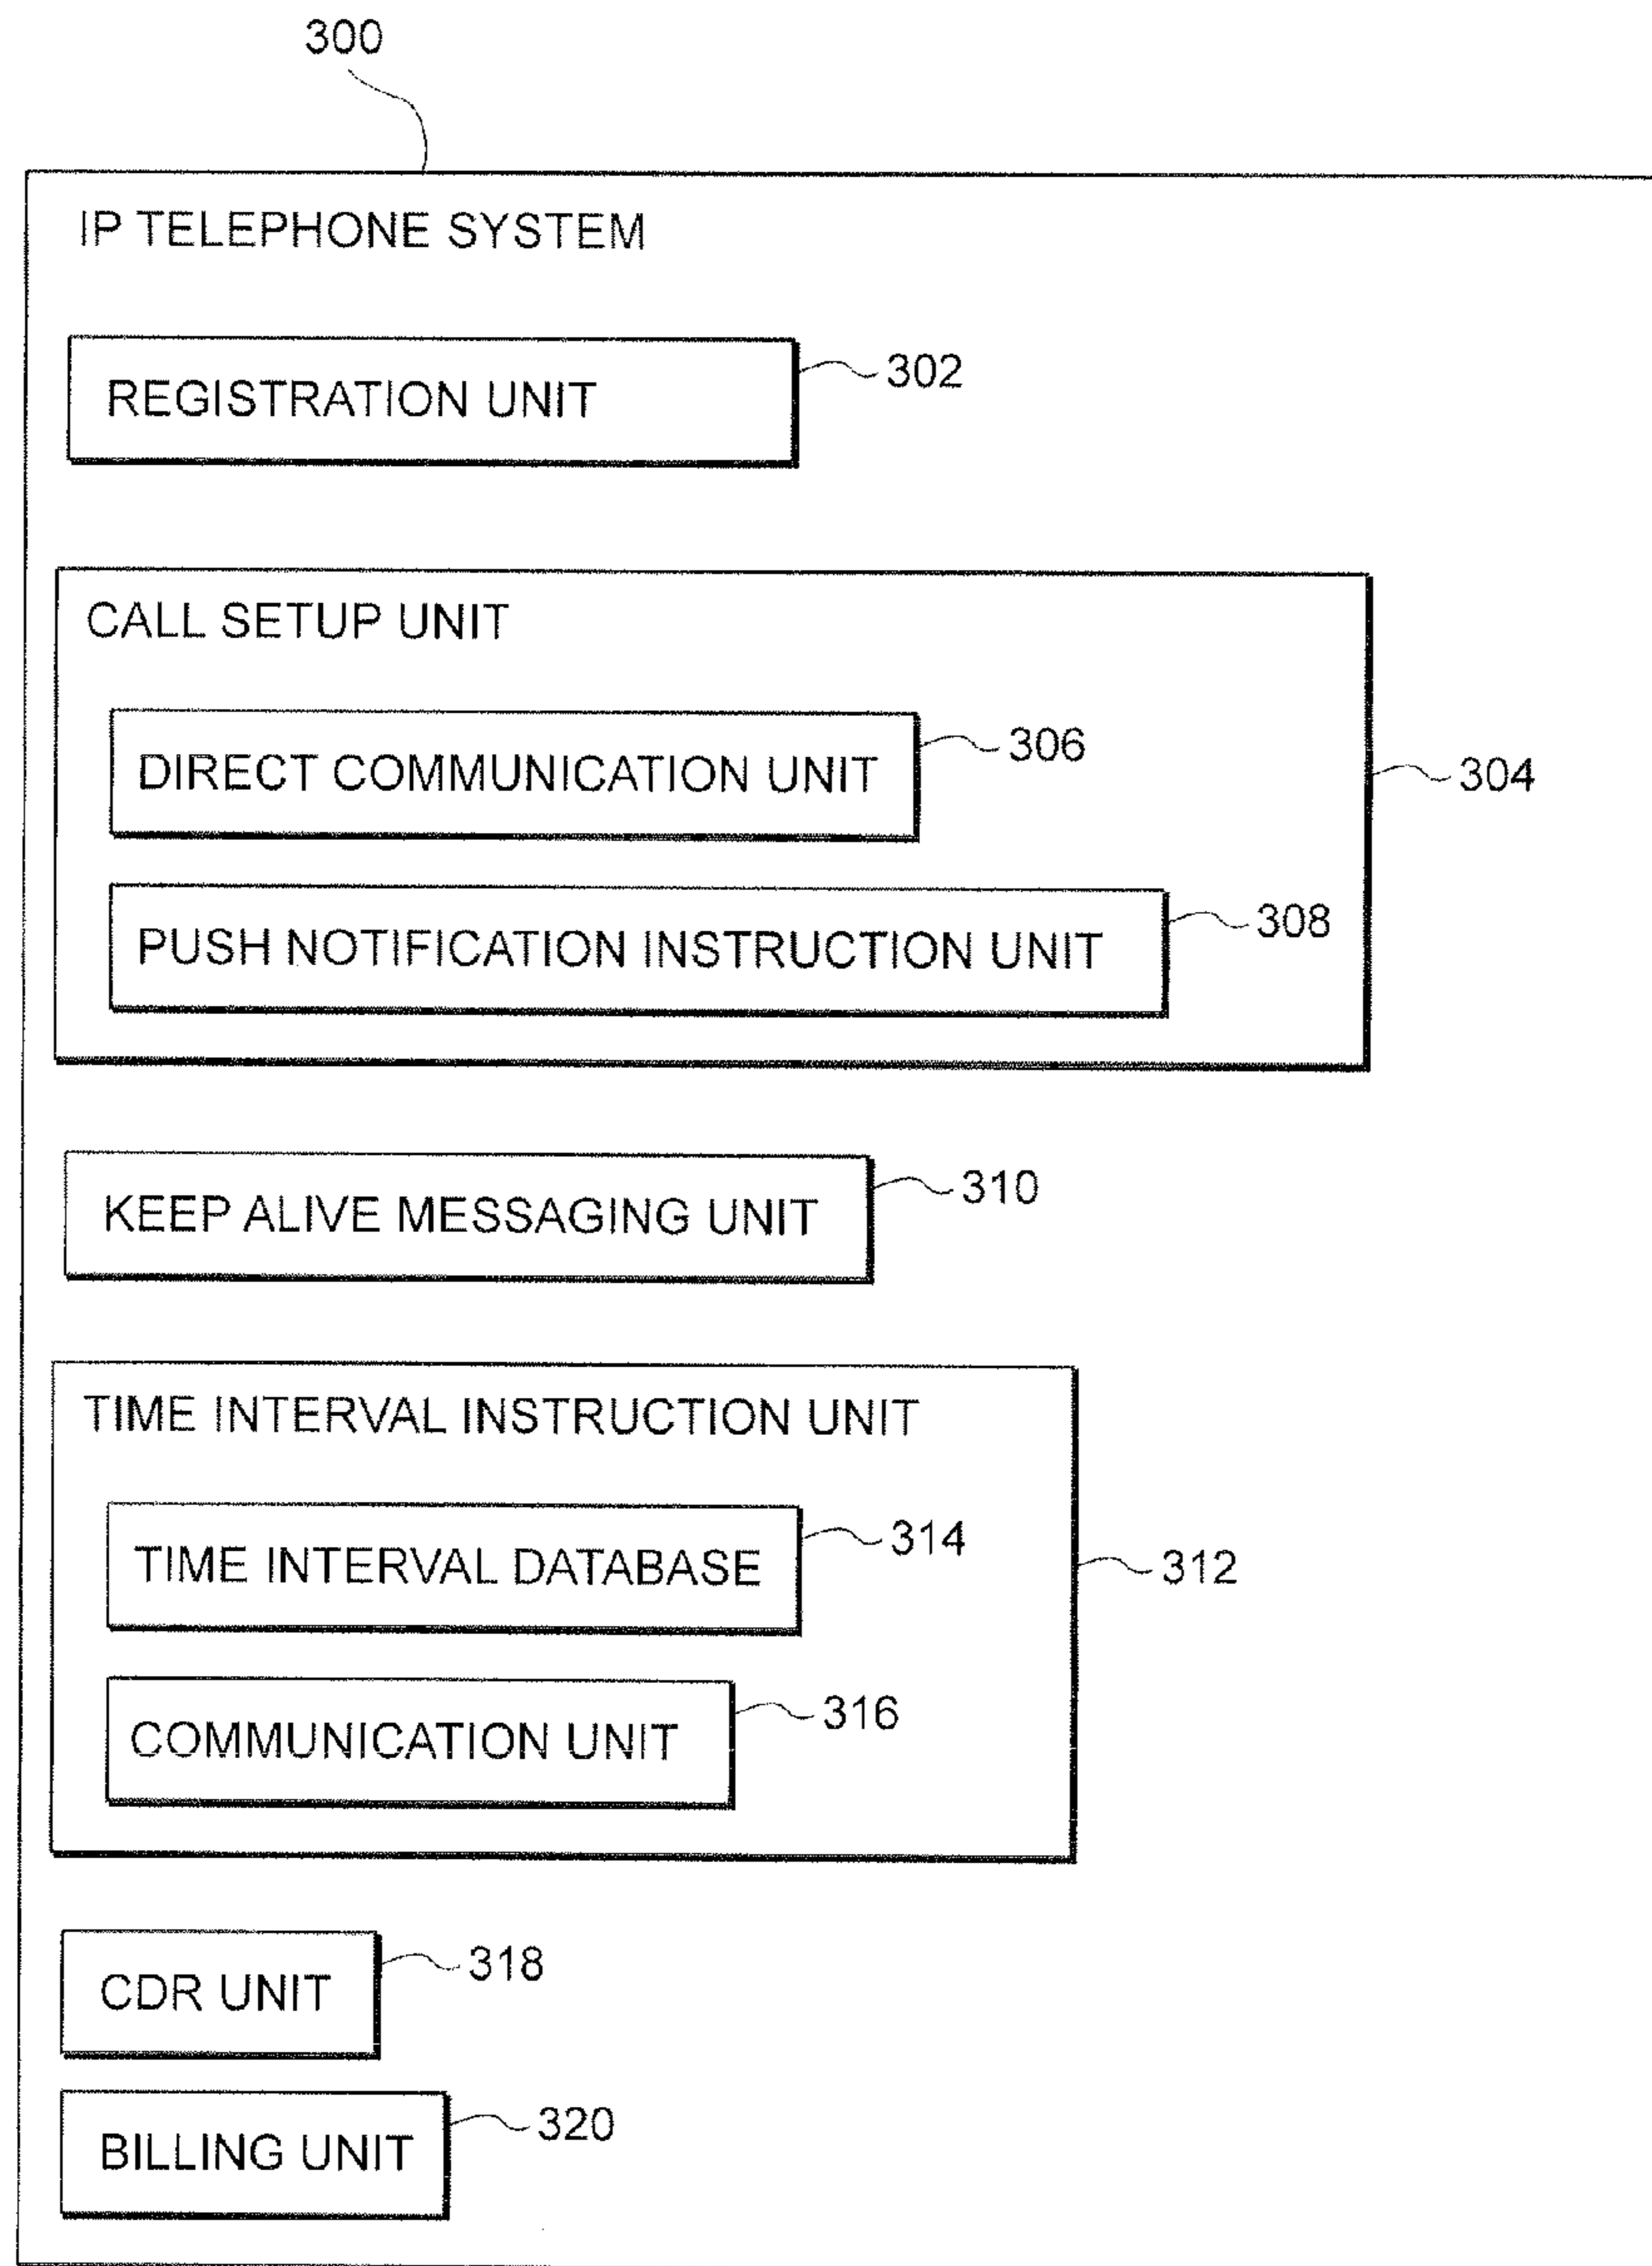 300
IP TELEPHONE SYSTEM
REGISTRATION UNIT
302
CALL SETUP UNIT
DIRECT COMMUNICATION UNIT
306
304
PUSH NOTIFICATION INSTRUCTION UNIT
308
KEEP ALIVE MESSAGING UNIT
310
TIME INTERVAL INSTRUCTION UNIT
TIME INTERVAL DATABASE
314
312
COMMUNICATION UNIT
316
CDR UNIT
318
BILLING UNIT
320